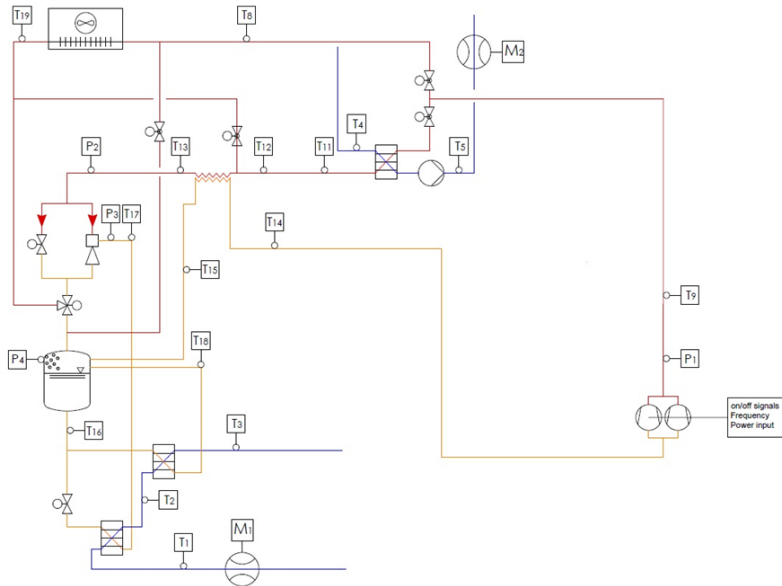 T19
T8
M2
T4
T5
P2
T13
T12
T11
P3
T17
T14
T15
T9
T18
P4
P1
on/off signals
Frequency
Power input
T16
T3
T2
M1
T1